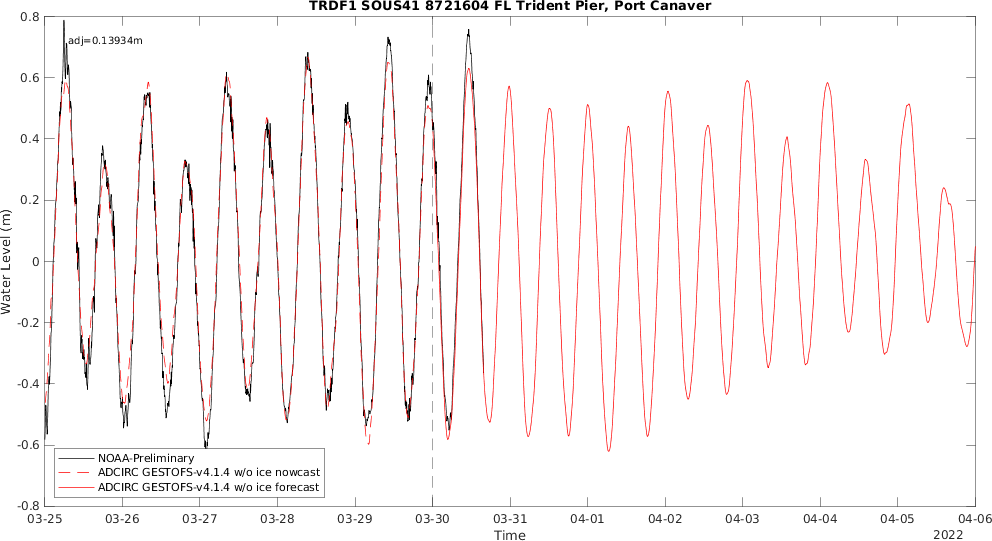 TRDF1 SOUS41 8721604 FL Trident Pier, Port Canaver
adj=0.13934m
0.8
0.6
0.4
0.2
0
-0.2
-0.4
-0.6
-0.8
Water Level (m)
NOAA-Preliminary
ADCIRC GESTOFS-v4.1.4 w/o ice nowcast
ADCIRC GESTOFS-v4.1.4 w/o ice forecast
03-25 03-26 03-27 03-28 03-29 03-30 03-31 04-01 04-02 04-03 04-04 04-05 04-06
Time
2022